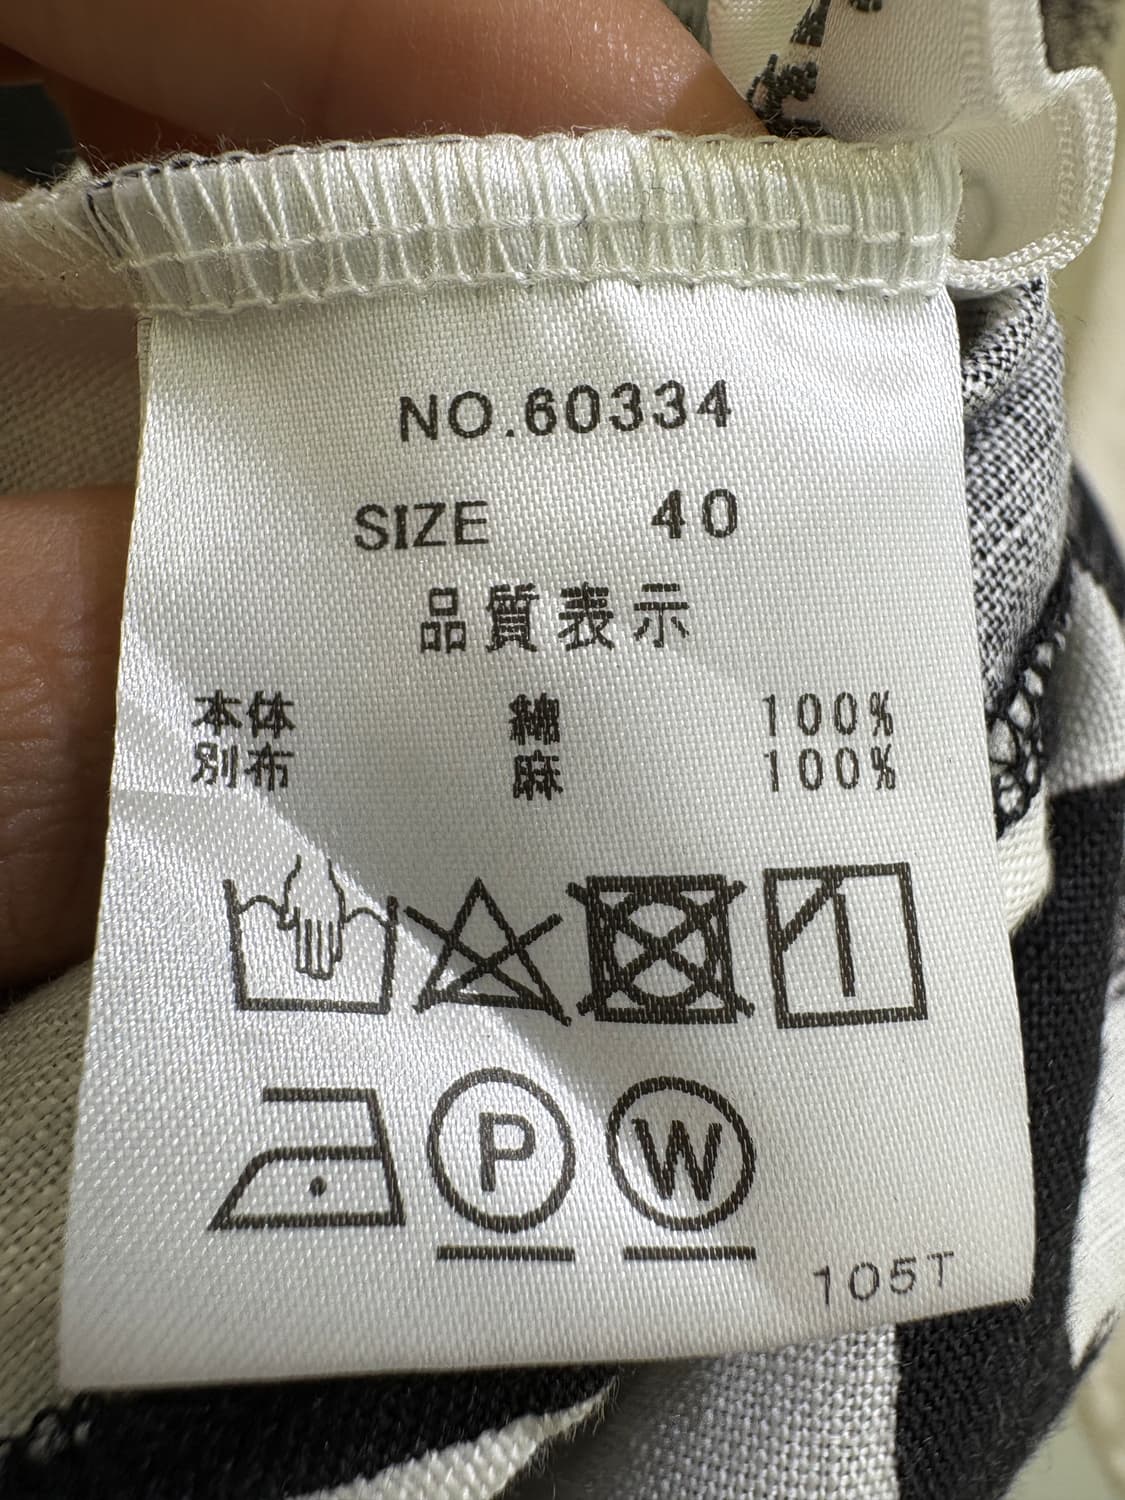 NO.60334
SIZE 40
品質表示
本体 綿 100%
別布 麻 100%
P W
105T